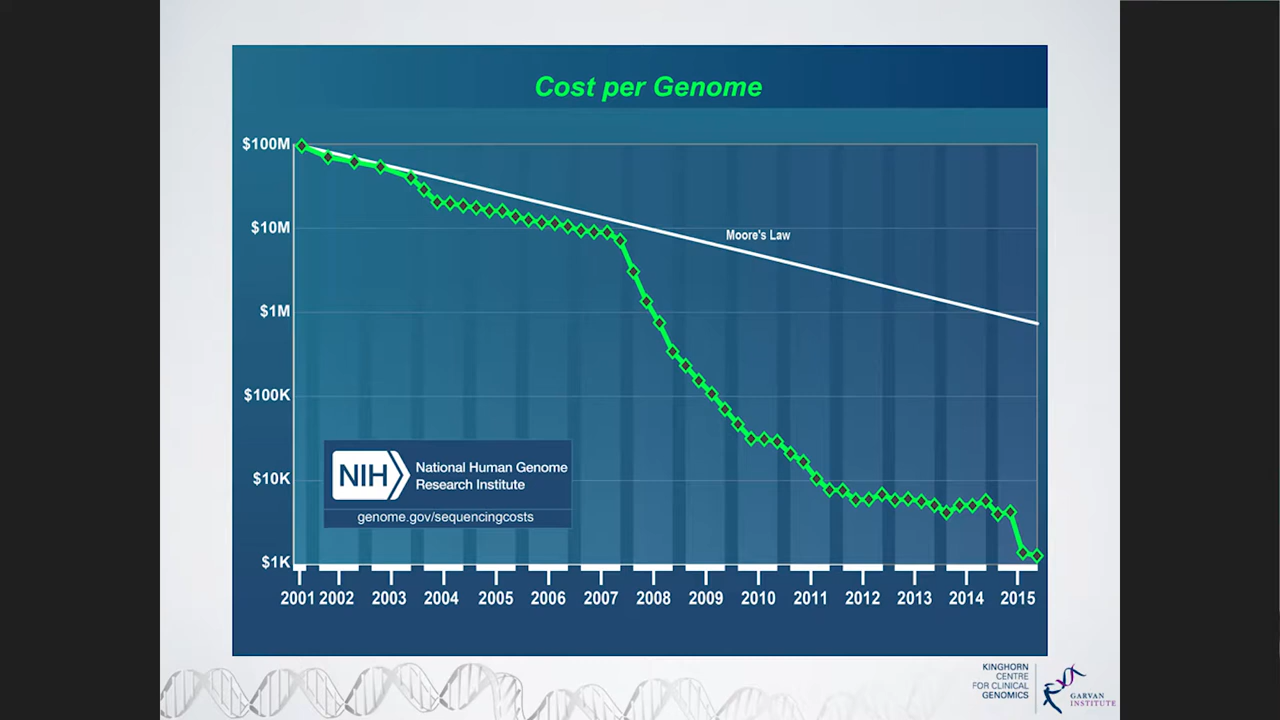 Cost per Genome
$100M
$10M
$1M
$100K
$10K
$1K
Moore's Law
NIH
National Human Genome
Research Institute
genome.gov/sequencingcosts
2001 2002 2003 2004 2005 2006 2007 2008 2009 2010 2011 2012 2013 2014 2015
KINGHORN
CENTRE
FOR CLINICAL
GENOMICS
GARVAN
INSTITUTE